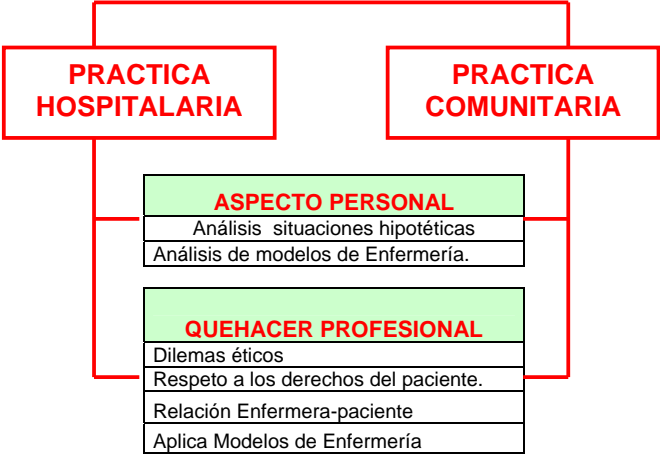 PRACTICA
HOSPITALARIA
PRACTICA
COMUNITARIA
ASPECTO PERSONAL
Análisis situaciones hipotéticas
Análisis de modelos de Enfermería.
QUEHACER PROFESIONAL
Dilemas éticos
Respeto a los derechos del paciente.
Relación Enfermera-paciente
Aplica Modelos de Enfermería